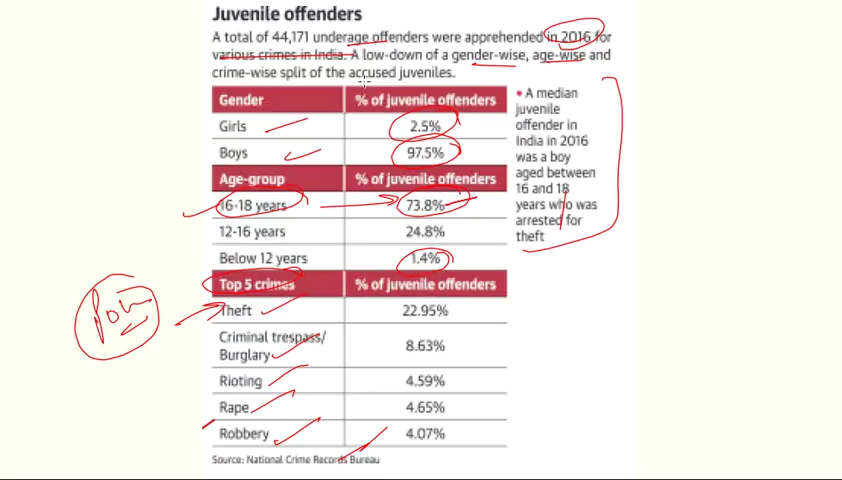 Juvenile offenders
A total of 44,171 underage offenders were apprehended in 2016 for
various crimes in India. A low-down of a gender-wise, age-wise and
crime-wise split of the accused juveniles.
Gender % of juvenile offenders
Girls 2.5%
Boys 97.5%
Age-group % of juvenile offenders
16-18 years 73.8%
12-16 years 24.8%
Below 12 years 1.4%
Top 5 crimes % of juvenile offenders
Theft 22.95%
Criminal trespass/
Burglary 8.63%
Rioting 4.59%
Rape 4.65%
Robbery 4.07%
Source: National Crime Records Bureau
• A median
juvenile
offender in
India in 2016
was a boy
aged between
16 and 18
years who was
arrested for
theft